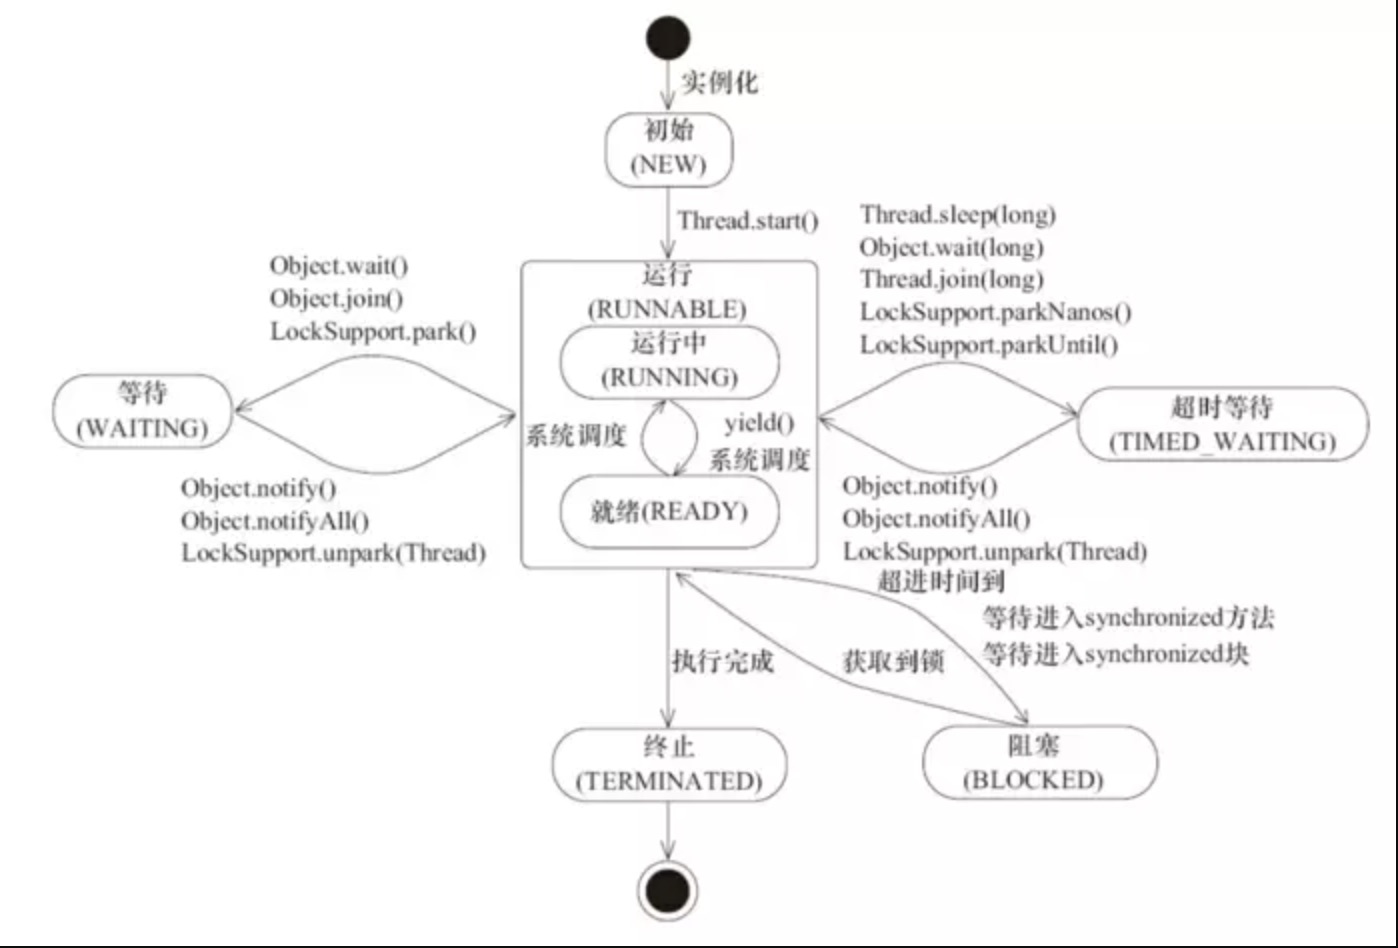 实例化
初始
(NEW)
Thread.start()
Object.wait()
Object.join()
LockSupport.park()
等待
(WAITING)
Object.notify()
Object.notifyAll()
LockSupport.unpark(Thread)
运行
(RUNNABLE)
运行中
(RUNNING)
系统调度
yield()
系统调度
就绪(READY)
Thread.sleep(long)
Object.wait(long)
Thread.join(long)
LockSupport.parkNanos()
LockSupport.parkUntil()
超时等待
(TIMED_WAITING)
Object.notify()
Object.notifyAll()
LockSupport.unpark(Thread)
超进时间到
等待进入synchronized方法
等待进入synchronized块
获取到锁
执行完成
终止
(TERMINATED)
阻塞
(BLOCKED)